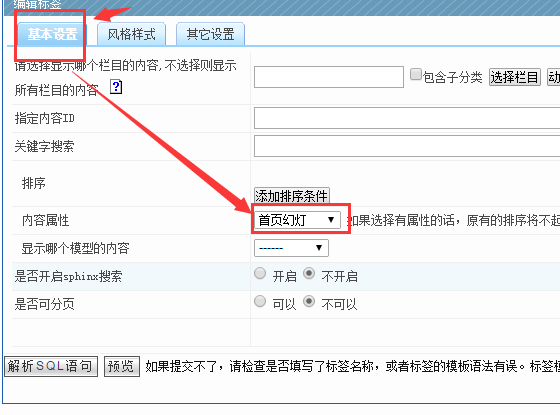 编辑标签
基本设置 风格样式 其它设置
请选择显示哪个栏目的内容,不选择则显示
所有栏目的内容 ? 包含子分类 选择栏目 动
指定内容ID
关键字搜索
排序
添加排序条件
内容属性 首页幻灯 如果选择有属性的话，原有的排序将不起
显示哪个模型的内容 ------
是否开启sphinx搜索 开启 不开启
是否可分页 可以 不可以
解析SQL语句 预览 如果提交不了，请检查是否填写了标签名称，或者标签的模板语法有误。标签模